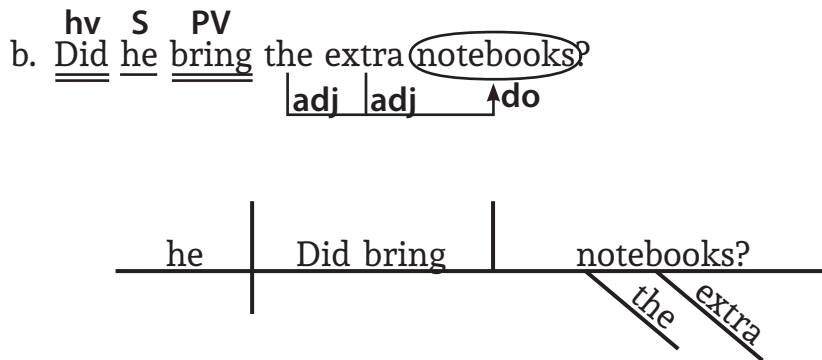 hv S PV
b. Did he bring the extra notebooks?
adj adj do
he Did bring notebooks?
the extra